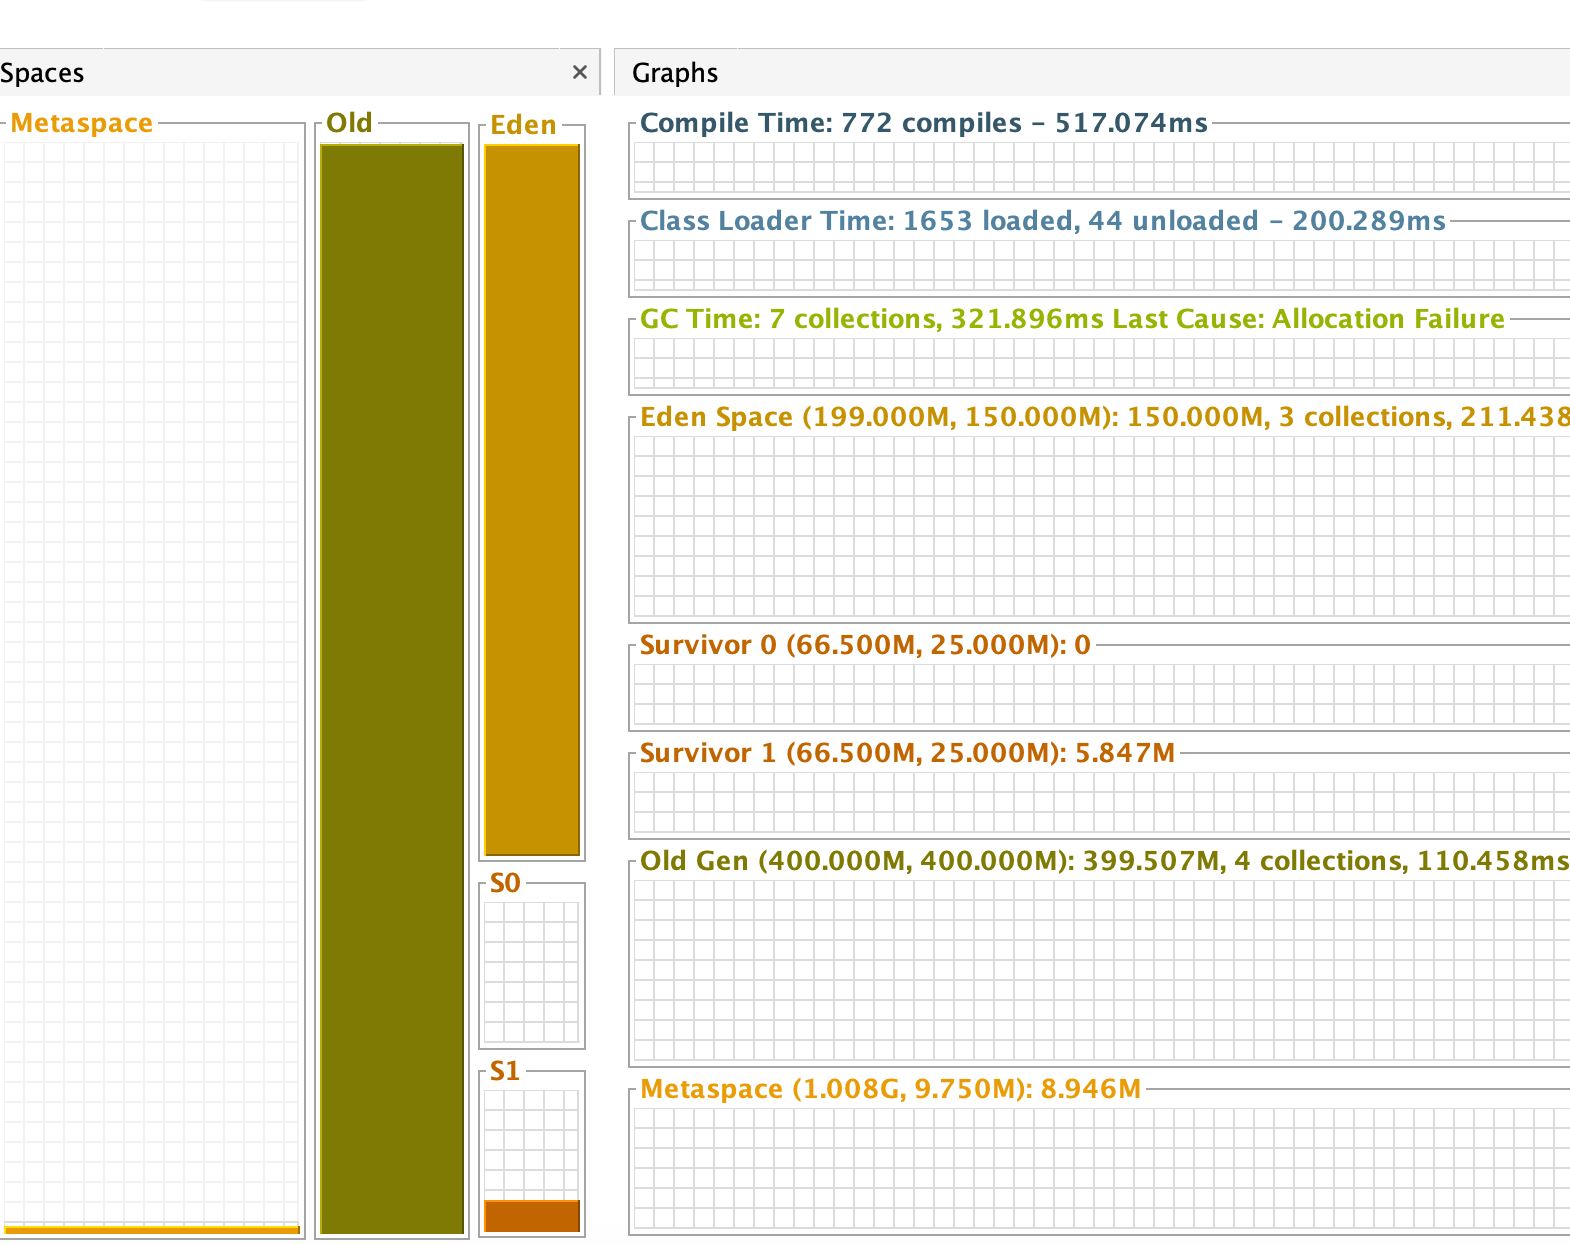 Spaces
Metaspace
Old
Eden
S0
S1
Graphs
Compile Time: 772 compiles – 517.074ms
Class Loader Time: 1653 loaded, 44 unloaded – 200.289ms
GC Time: 7 collections, 321.896ms Last Cause: Allocation Failure
Eden Space (199.000M, 150.000M): 150.000M, 3 collections, 211.438
Survivor 0 (66.500M, 25.000M): 0
Survivor 1 (66.500M, 25.000M): 5.847M
Old Gen (400.000M, 400.000M): 399.507M, 4 collections, 110.458ms
Metaspace (1.008G, 9.750M): 8.946M